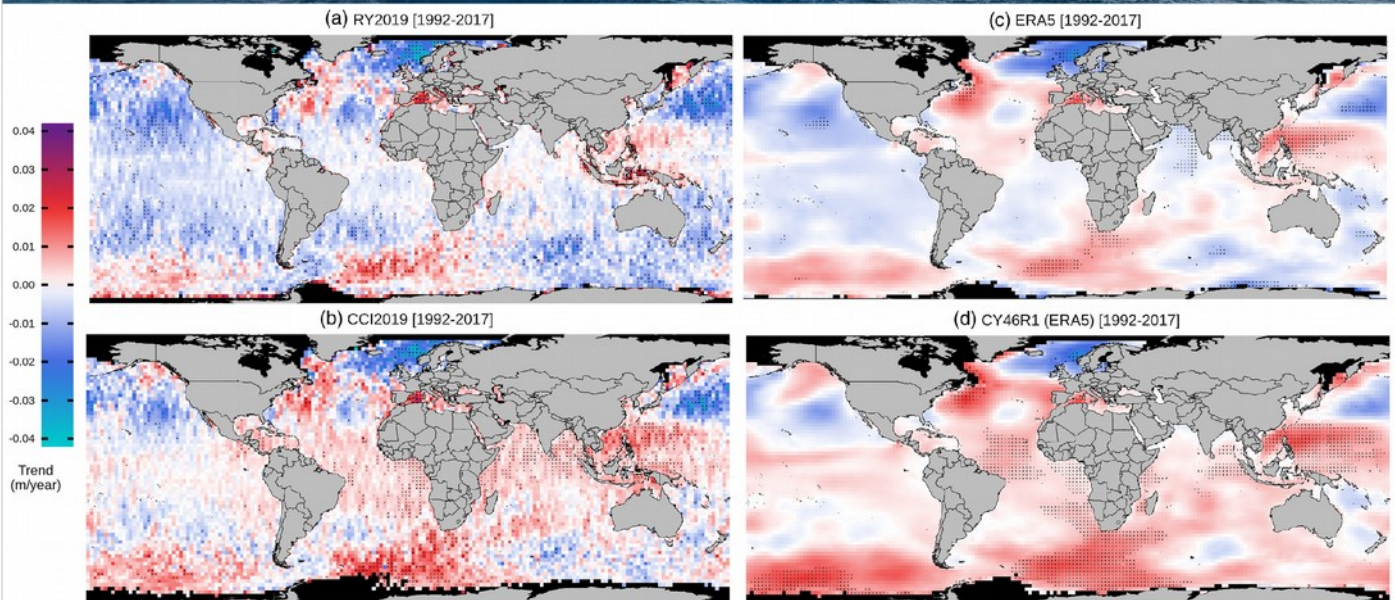 (a) RY2019 [1992-2017]
(c) ERA5 [1992-2017]
0.04
0.03
0.02
0.01
0.00
-0.01
-0.02
-0.03
-0.04
Trend
(m/year)
(b) CCI2019 [1992-2017]
(d) CY46R1 (ERA5) [1992-2017]